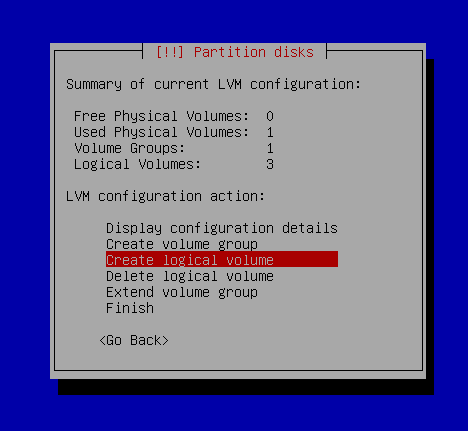 [!!] Partition disks
Summary of current LVM configuration:
Free Physical Volumes: 0
Used Physical Volumes: 1
Volume Groups: 1
Logical Volumes: 3
LVM configuration action:
Display configuration details
Create volume group
Create logical volume
Delete logical volume
Extend volume group
Finish
<Go Back>